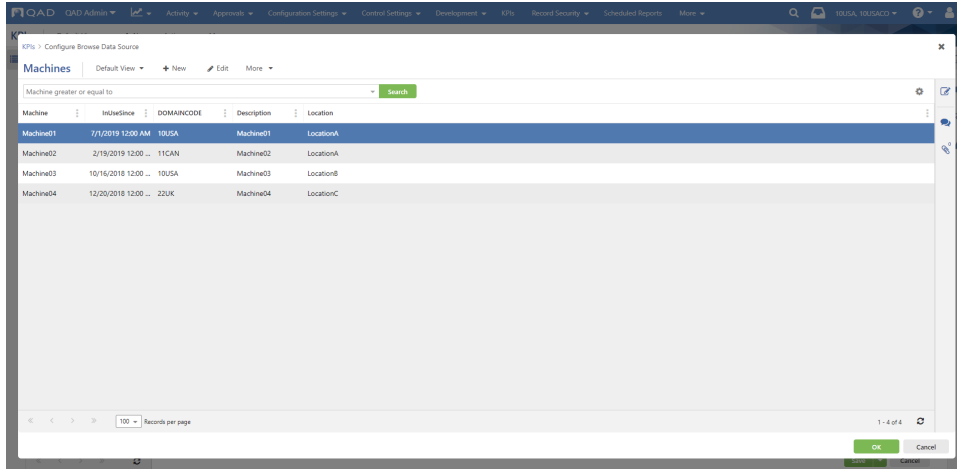 QAD QAD Admin Activity Approvals Configuration Settings Control Settings Development KPIs Record Security Scheduled Reports More 10USA, 10USACO
KPIs > Configure Browse Data Source
Machines Default View New Edit More
Machine greater or equal to Search
Machine InUseSince DOMAINCODE Description Location
Machine01 7/1/2019 12:00 AM 10USA Machine01 LocationA
Machine02 2/19/2019 12:00 ... 11CAN Machine02 LocationA
Machine03 10/16/2018 12:00 ... 10USA Machine03 LocationB
Machine04 12/20/2018 12:00 ... 22UK Machine04 LocationC
100 Records per page 1 - 4 of 4
OK Cancel
Cancel